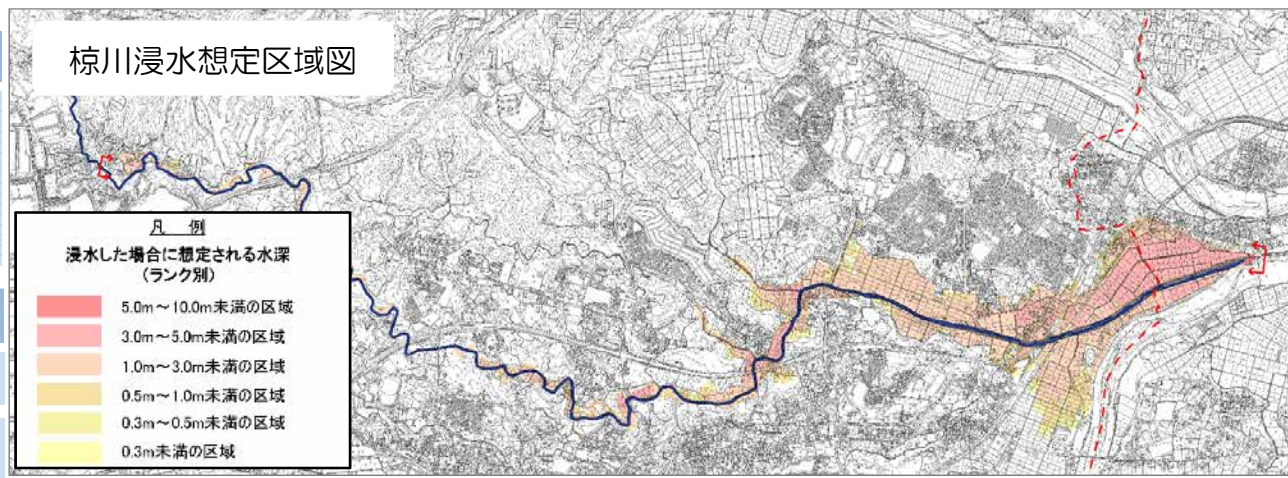 椋川浸水想定区域図
凡 例
浸水した場合に想定される水深
(ランク別)
5.0m～10.0m未満の区域
3.0m～5.0m未満の区域
1.0m～3.0m未満の区域
0.5m～1.0m未満の区域
0.3m～0.5m未満の区域
0.3m未満の区域